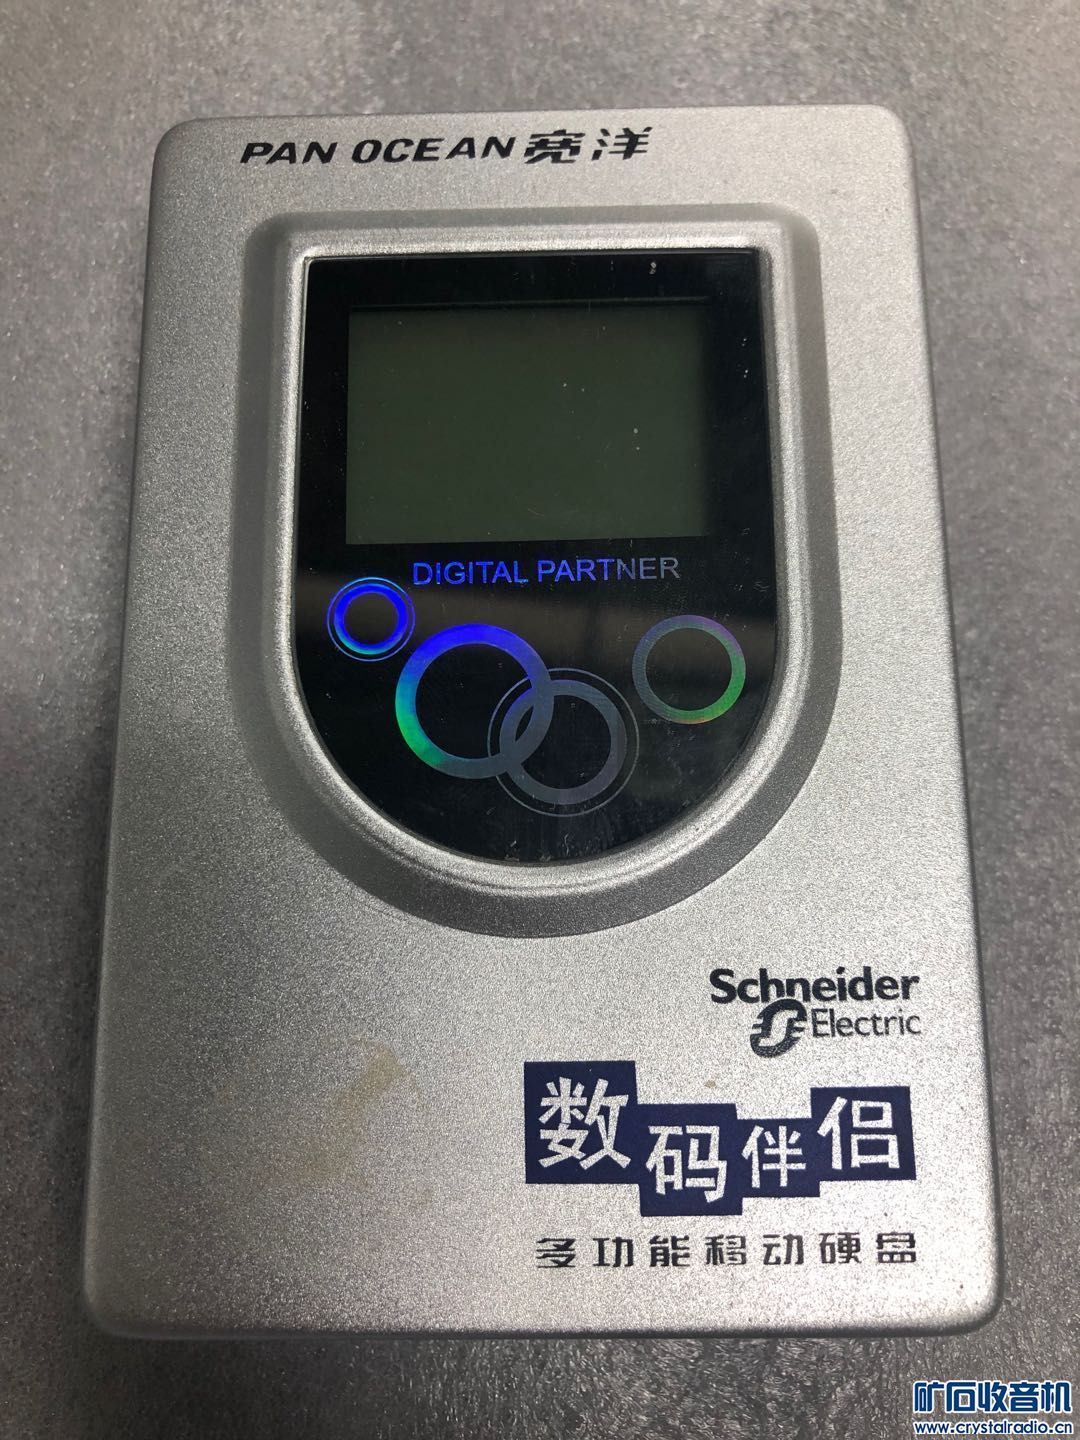 PAN OCEAN 宽洋
DIGITAL PARTNER
Schneider
Electric
数码伴侣
多功能移动硬盘
矿石收音机
www.crystalradio.cn